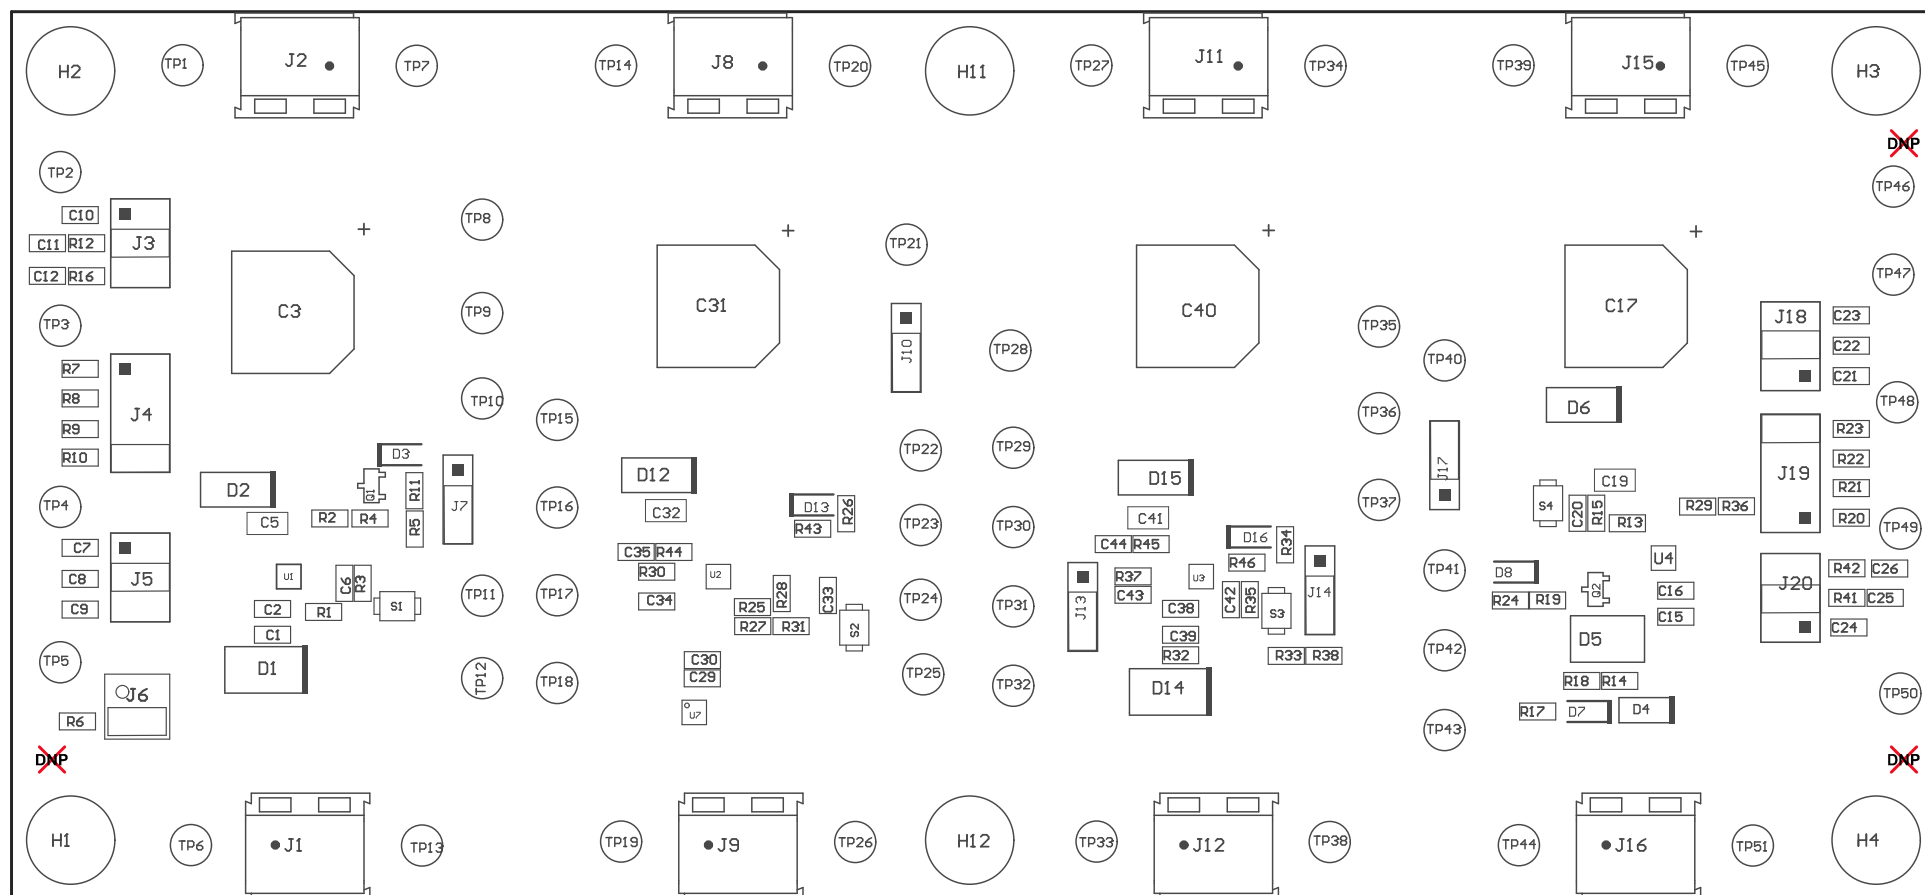 H2 TP1 J2 TP7 TP14 J8 TP20 H11 TP27 J11 TP34 TP39 J15 TP45 H3
DNP
TP2 TP46
C10
C11 R12 J3 TP8 + + TP21 + +
C12 R16 TP47
C3 TP9 C31 C40 C17
TP3 J10 TP28 TP35 TP40 J18 C23
C22
C21
R7
R8 J4 TP10 TP15 TP36 D6 TP48
R9 R23
R10 D3 TP22 TP29 R22
D2 Q1 R11 J7 D12 D15 J17 C19 J19 R21
TP4 C5 R2 R4 R5 TP16 C32 D13 R26 TP23 TP30 C41 TP37 S4 C20 R15 R13 R29 R36 R20
R43 D16 R34 TP49
C7 C35 R44 C44 R45 U4
C8 J5 U1 C6 R3 R30 U2 R37 U3 R46 TP41 D8 Q2 J20 R42 C26
C9 C2 R1 S1 TP11 TP17 C34 R25 R28 C33 TP24 TP31 J13 C43 C38 C42 R35 S3 J14 R24 R19 C16 R41 C25
C1 R27 R31 S2 C39 D5 C15 C24
TP5 D1 TP12 TP18 C30 TP25 TP32 R32 R33 R38 TP42
C29 D14 R18 R14 TP50
J6
R6 U7 TP43 R17 D7 D4
DNP DNP
H1 TP6 J1 TP13 TP19 J9 TP26 H12 TP33 J12 TP38 TP44 J16 TP51 H4